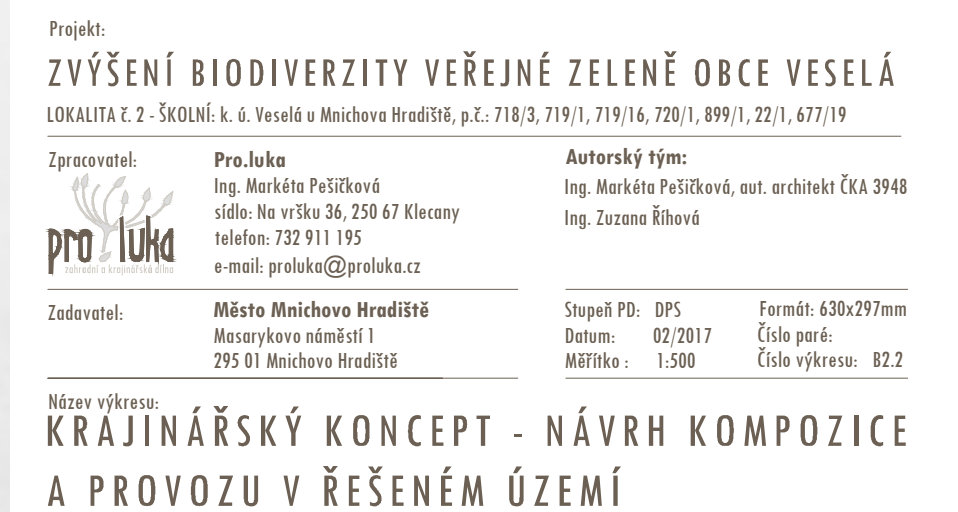 Projekt:
ZVÝŠENÍ BIODIVERZITY VEŘEJNÉ ZELENĚ OBCE VESELÁ
LOKALITA č. 2 - ŠKOLNÍ: k. ú. Veselá u Mnichova Hradiště, p.č.: 718/3, 719/1, 719/16, 720/1, 899/1, 22/1, 677/19
Zpracovatel:
pro luka
zahradní a krajinářská dílna
Pro.luka
Ing. Markéta Pešičková
sídlo: Na vršku 36, 250 67 Klecany
telefon: 732 911 195
e-mail: proluka@proluka.cz
Autorský tým:
Ing. Markéta Pešičková, aut. architekt ČKA 3948
Ing. Zuzana Říhová
Zadavatel:
Město Mnichovo Hradiště
Masarykovo náměstí 1
295 01 Mnichovo Hradiště
Stupeň PD: DPS
Datum: 02/2017
Měřítko : 1:500
Formát: 630x297mm
Číslo paré:
Číslo výkresu: B2.2
Název výkresu:
KRAJINÁŘSKÝ KONCEPT - NÁVRH KOMPOZICE
A PROVOZU V ŘEŠENÉM ÚZEMÍ